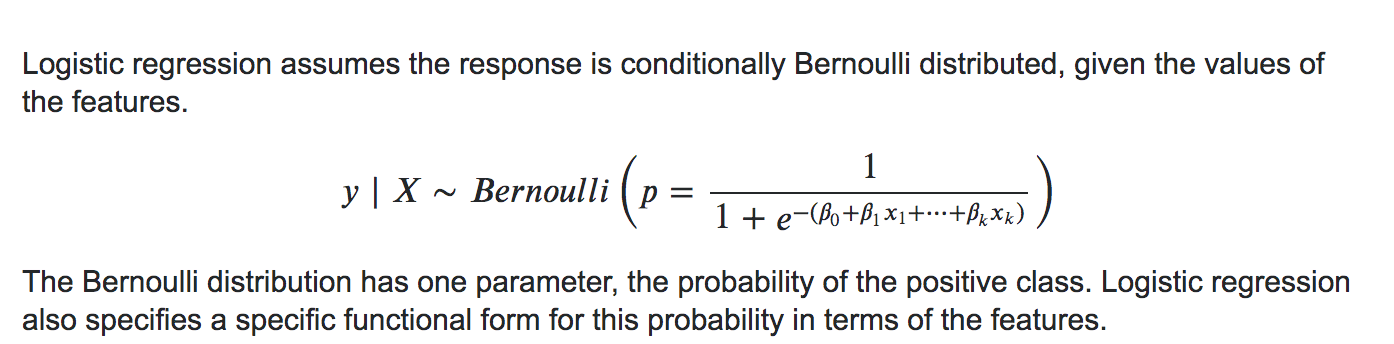 Logistic regression assumes the response is conditionally Bernoulli distributed, given the values of
the features.
y | X ~ Bernoulli ( p = 1 / (1 + e^−(β₀+β₁x₁+⋯+βₖxₖ)) )
The Bernoulli distribution has one parameter, the probability of the positive class. Logistic regression
also specifies a specific functional form for this probability in terms of the features.